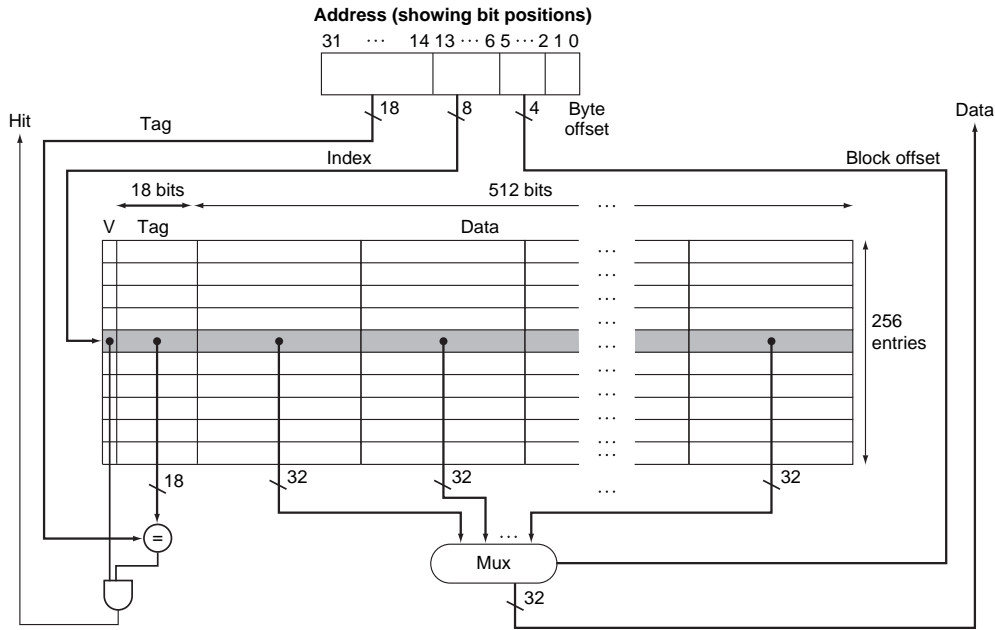 Address (showing bit positions)
31 ··· 14 13 ··· 6 5 ··· 2 1 0
18
8
4
Byte
offset
Hit
Tag
Data
Index
Block offset
18 bits
512 bits
···
V
Tag
Data
···
···
···
···
···
256
entries
···
···
···
···
···
···
18
32
32
···
32
=
···
Mux
32